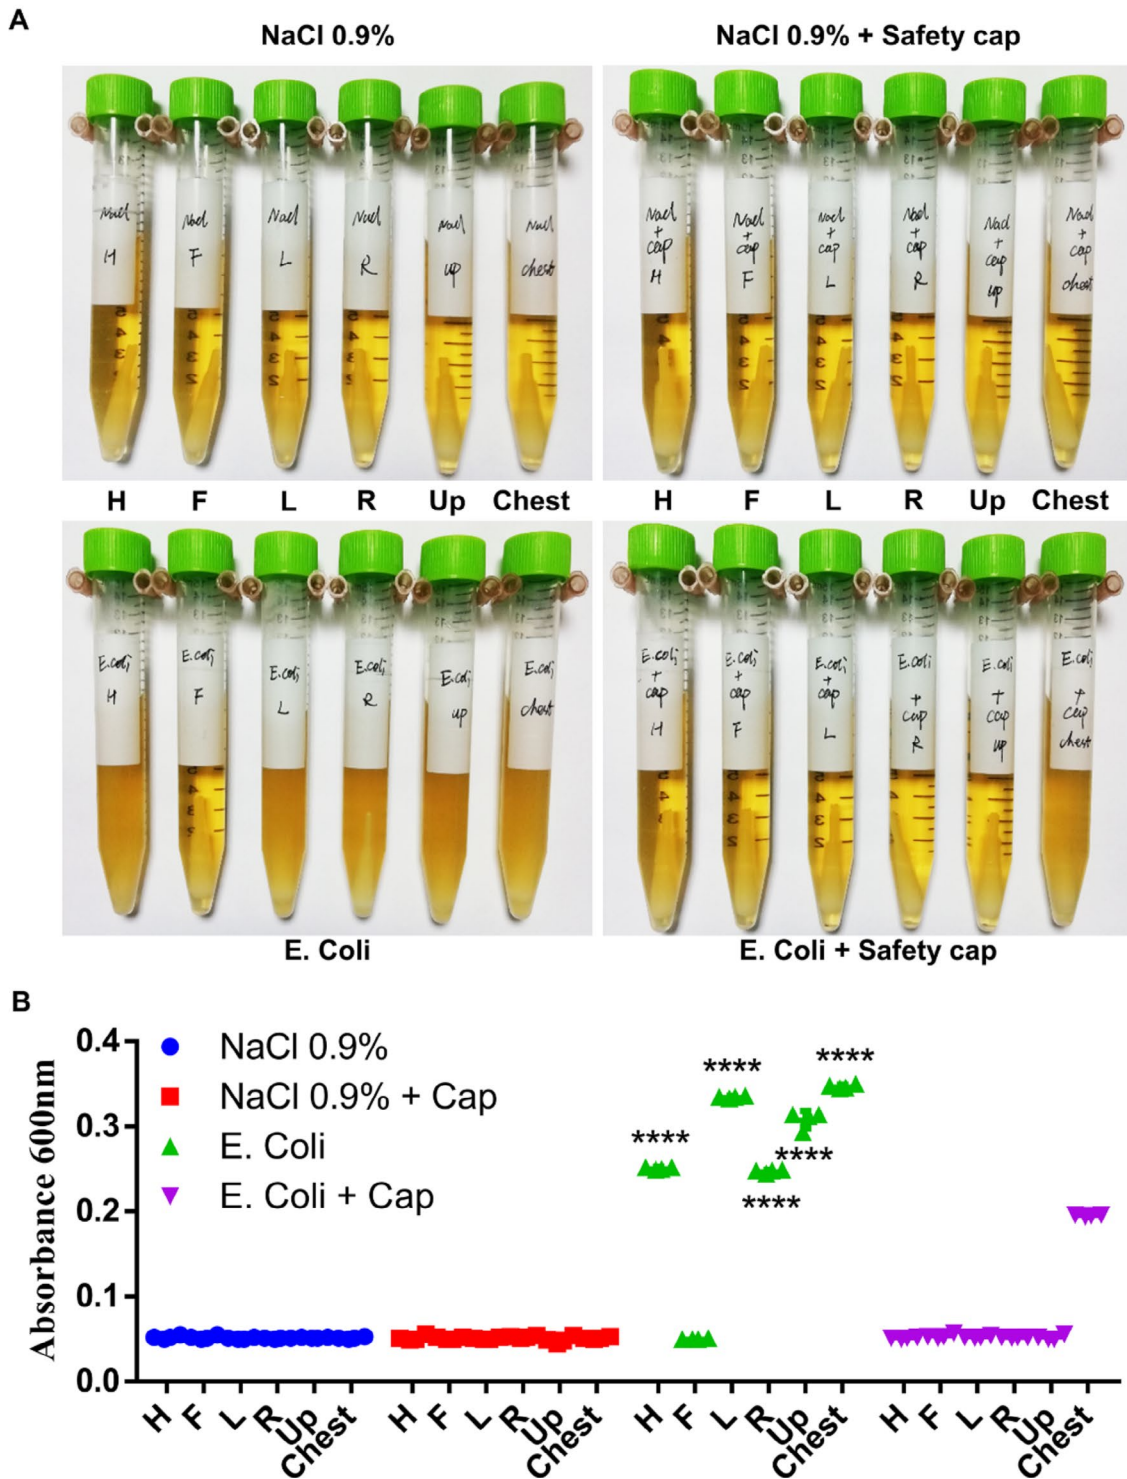 A
NaCl 0.9%
NaCl 0.9% + Safety cap
Nacl
H
Nacl
F
Nacl
L
Nacl
R
Nacl
up
Nacl
chest
Nacl
+
cap
H
Nacl
+
cap
F
Nacl
+
cap
L
Nacl
+
cap
R
Nacl
+
cap
up
Nacl
+
cap
chest
H F L R Up Chest
H F L R Up Chest
E.coli
H
E.coli
F
E.coli
L
E.coli
R
E.coli
up
E.coli
chest
E.coli
+
cap
H
E.coli
+
cap
F
E.coli
+
cap
L
E.coli
+
cap
R
E.coli
+
cap
up
E.coli
+
cap
chest
E. Coli
E. Coli + Safety cap
B
Absorbance 600nm
0.4
0.3
0.2
0.1
0.0
NaCl 0.9%
NaCl 0.9% + Cap
E. Coli
E. Coli + Cap
****
****
****
****
****
H F L R Up Chest
H F L R Up Chest
H F L R Up Chest
H F L R Up Chest